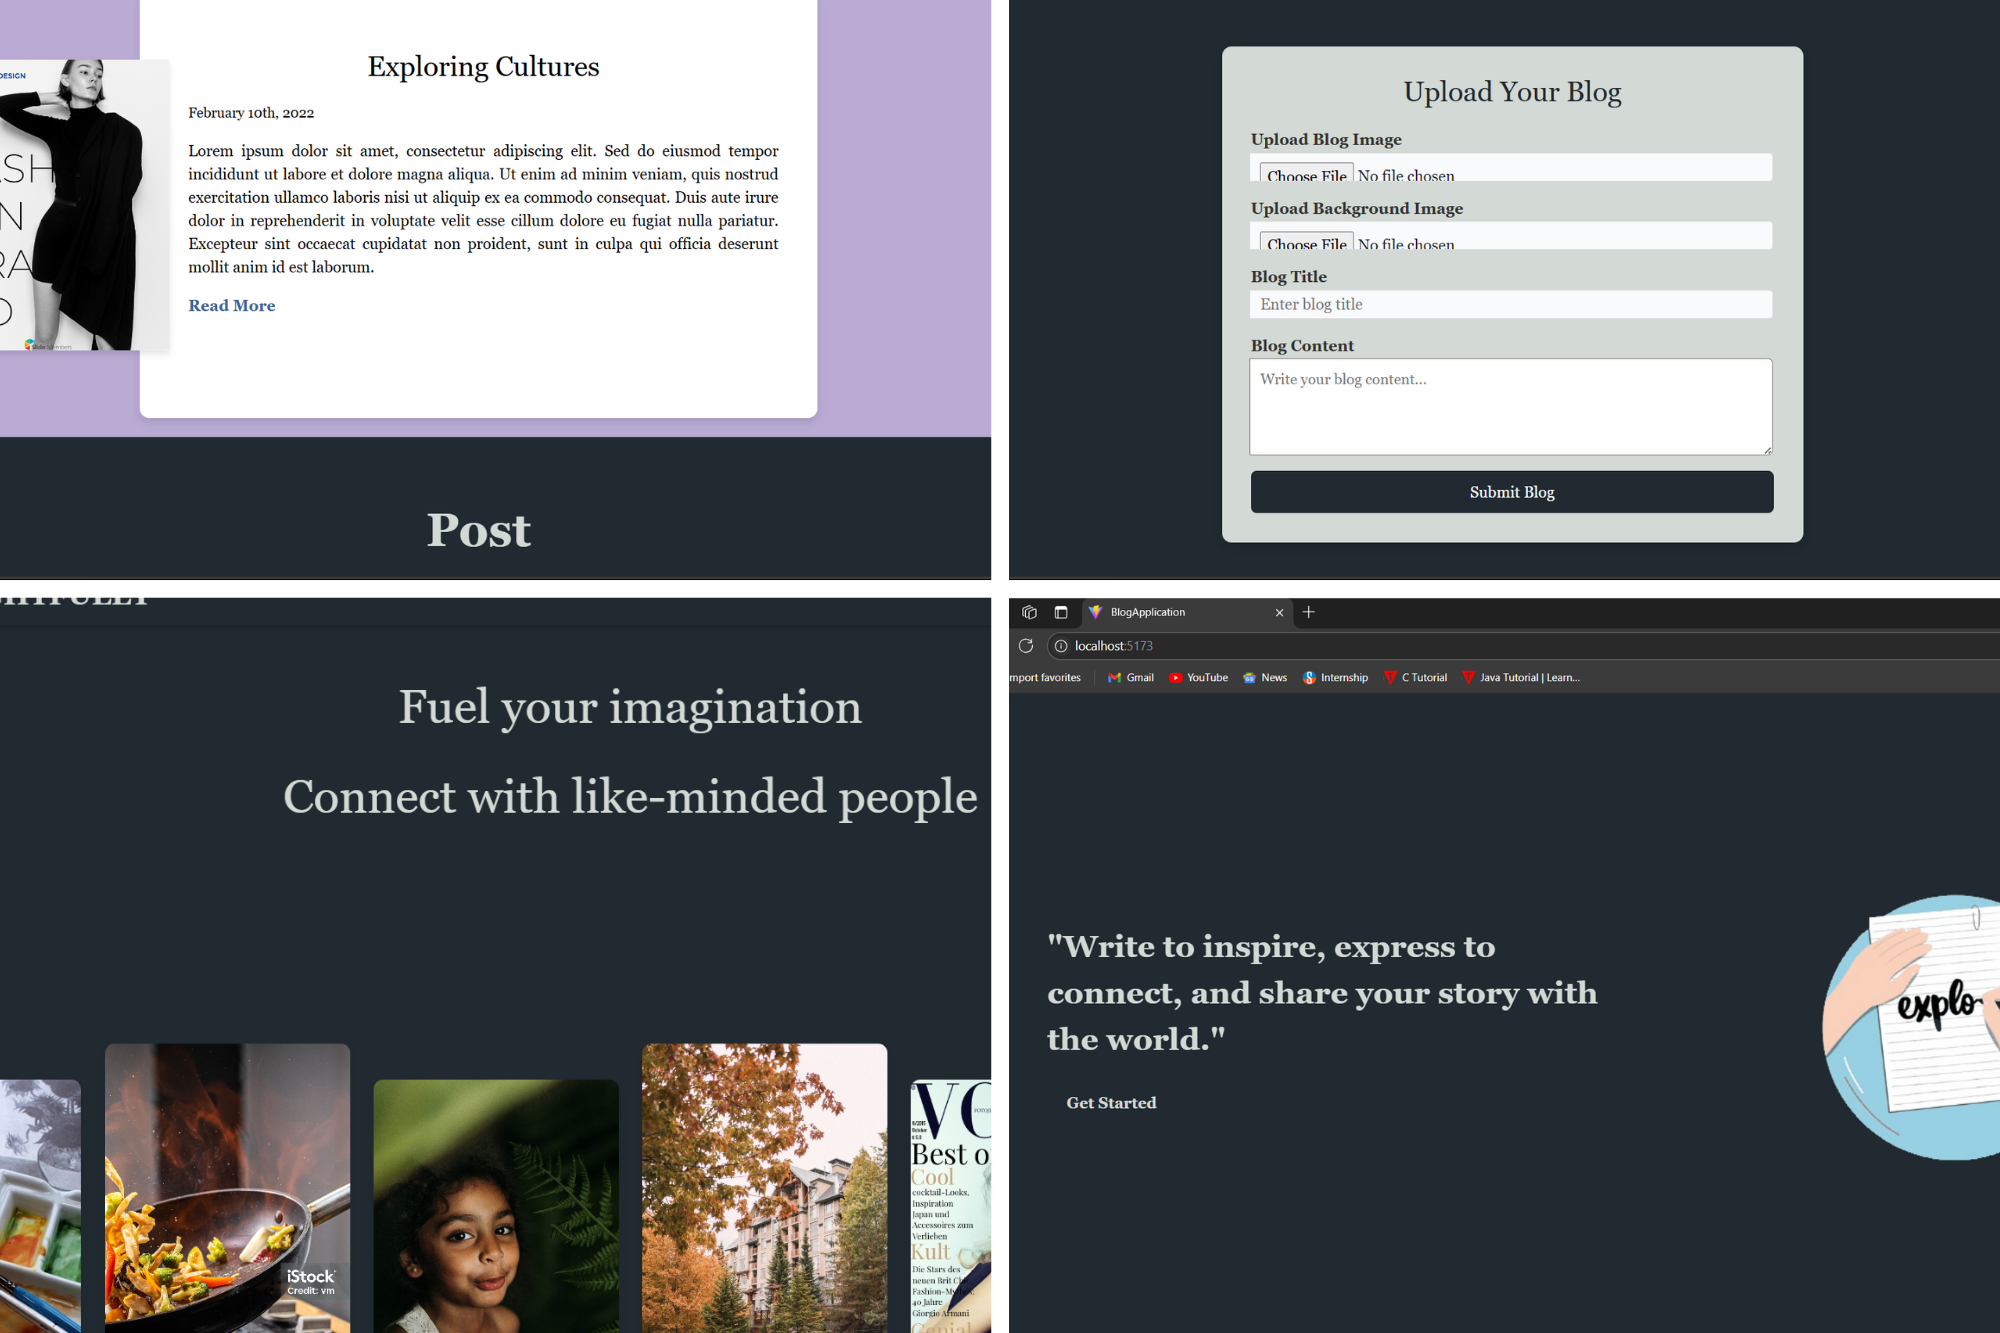 Exploring Cultures
DESIGN
February 10th, 2022
Lorem ipsum dolor sit amet, consectetur adipiscing elit. Sed do eiusmod tempor
incididunt ut labore et dolore magna aliqua. Ut enim ad minim veniam, quis nostrud
exercitation ullamco laboris nisi ut aliquip ex ea commodo consequat. Duis aute irure
dolor in reprehenderit in voluptate velit esse cillum dolore eu fugiat nulla pariatur.
Excepteur sint occaecat cupidatat non proident, sunt in culpa qui officia deserunt
mollit anim id est laborum.
Read More
Post
Upload Your Blog
Upload Blog Image
Choose File No file chosen
Upload Background Image
Choose File No file chosen
Blog Title
Enter blog title
Blog Content
Write your blog content...
Submit Blog
Fuel your imagination
Connect with like-minded people
iStock
Credit: vm
Best o
Cool
cocktail-Looks,
Inspiration
Japan und
Accessoires zum
Verlieben
Kult
Die Stars des
neuen Brit
Fashion-
40 Jahre
Giorgio Armani
BlogApplication
localhost:5173
mport favorites
Gmail
YouTube
News
Internship
C Tutorial
Java Tutorial | Learn...
"Write to inspire, express to
connect, and share your story with
the world."
Get Started
explo